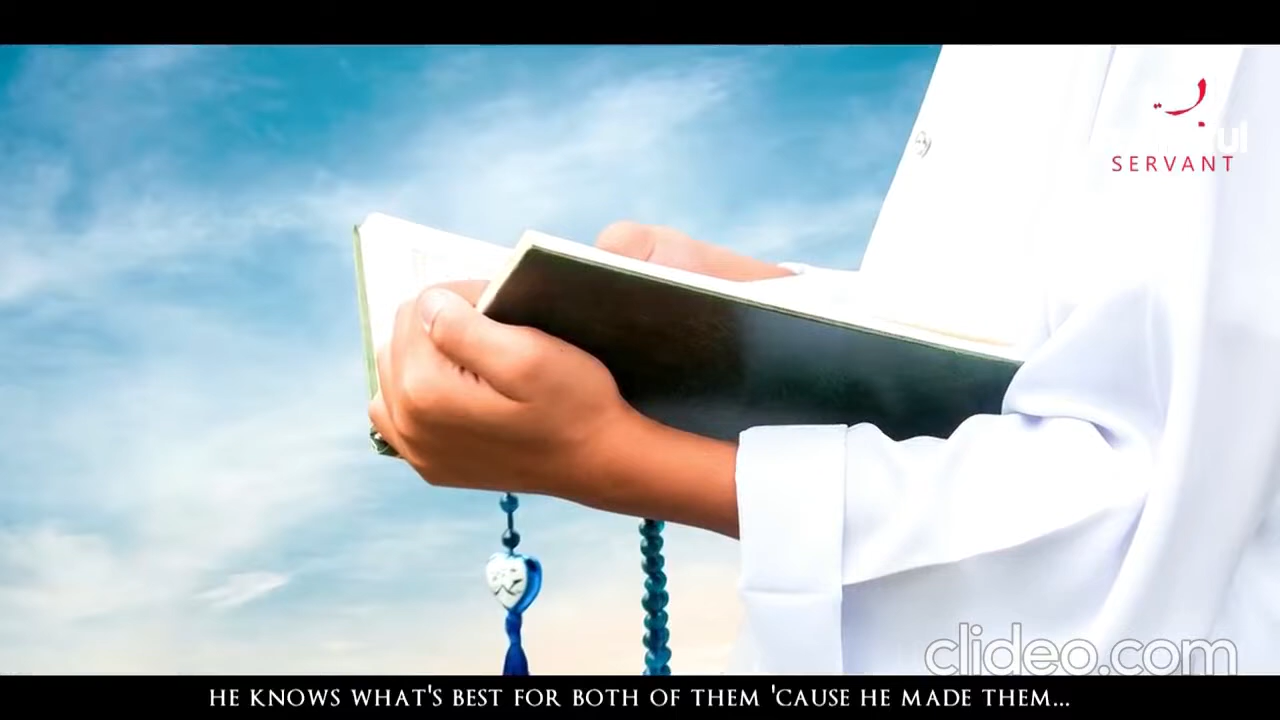 SERVANT
clideo.com
HE KNOWS WHAT'S BEST FOR BOTH OF THEM 'CAUSE HE MADE THEM...